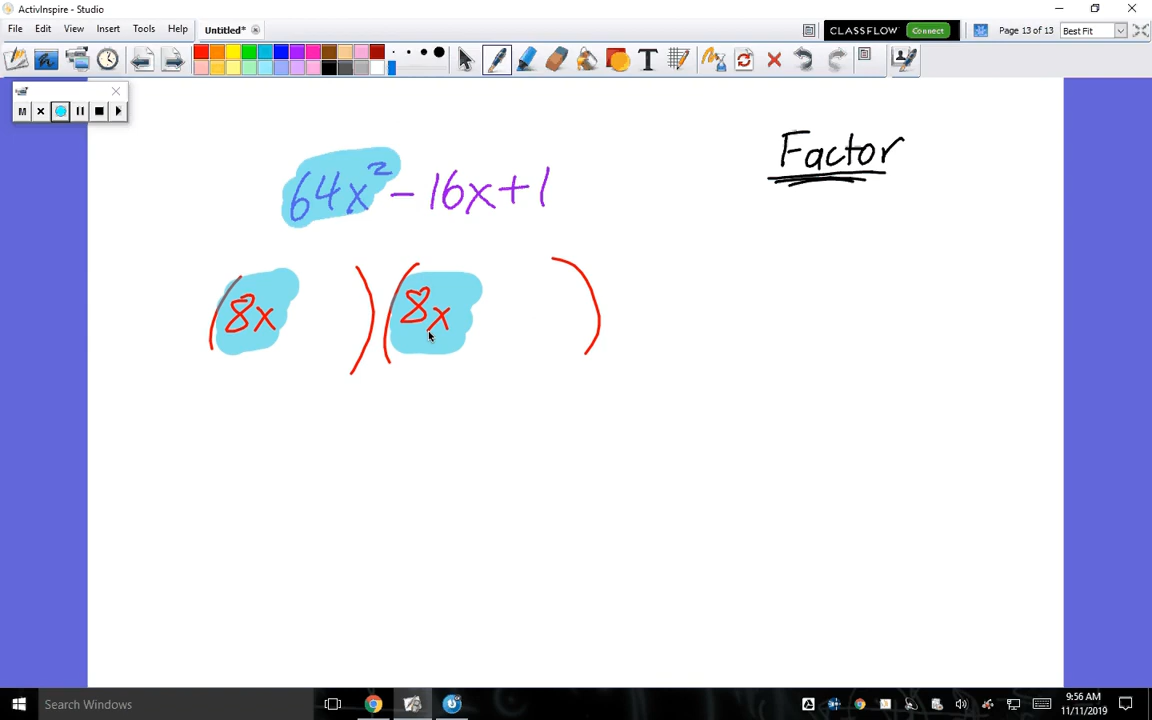 ActivInspire - Studio
File Edit View Insert Tools Help Untitled* CLASSFLOW Connect Page 13 of 13 Best Fit
M
Factor
64x² - 16x + 1
(8x )(8x )
Search Windows
9:56 AM
11/11/2019